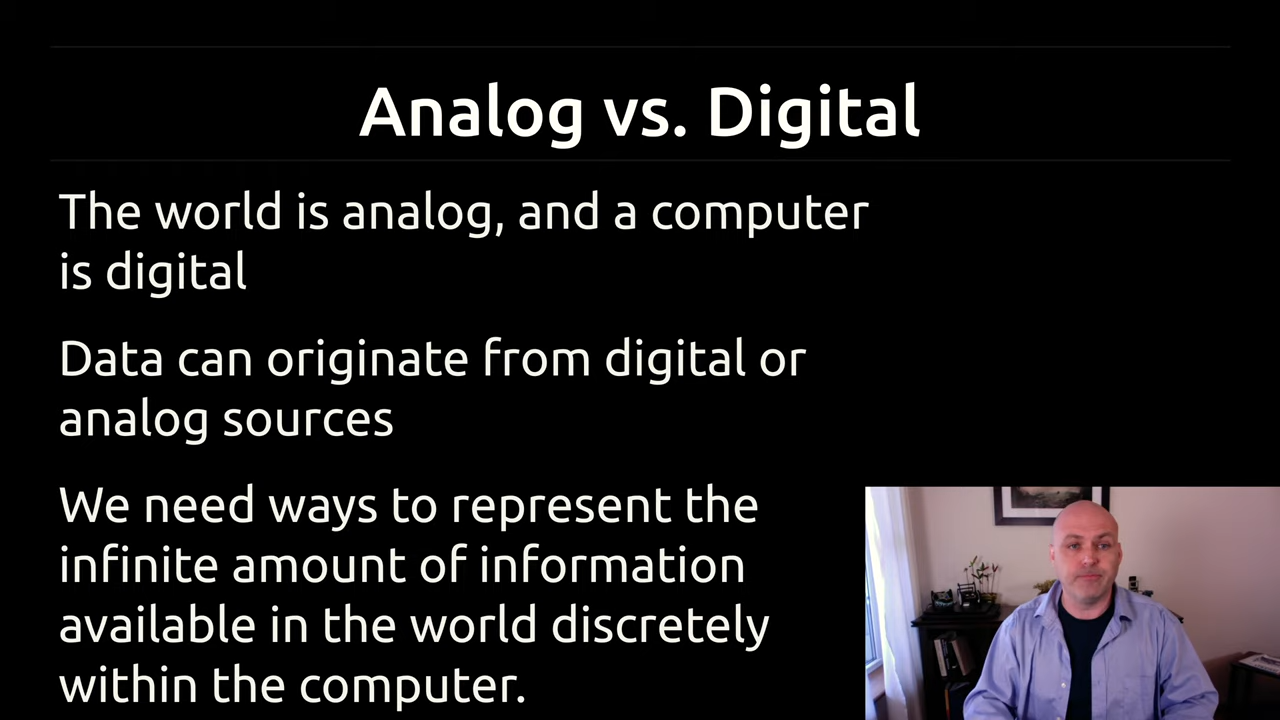 Analog vs. Digital
The world is analog, and a computer
is digital
Data can originate from digital or
analog sources
We need ways to represent the
infinite amount of information
available in the world discretely
within the computer.